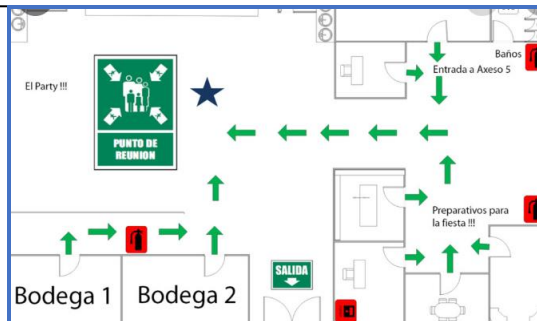 Baños
Entrada a Axeso 5
El Party !!!
PUNTO DE
REUNION
Preparativos para
la fiesta !!!
SALIDA
Bodega 1
Bodega 2